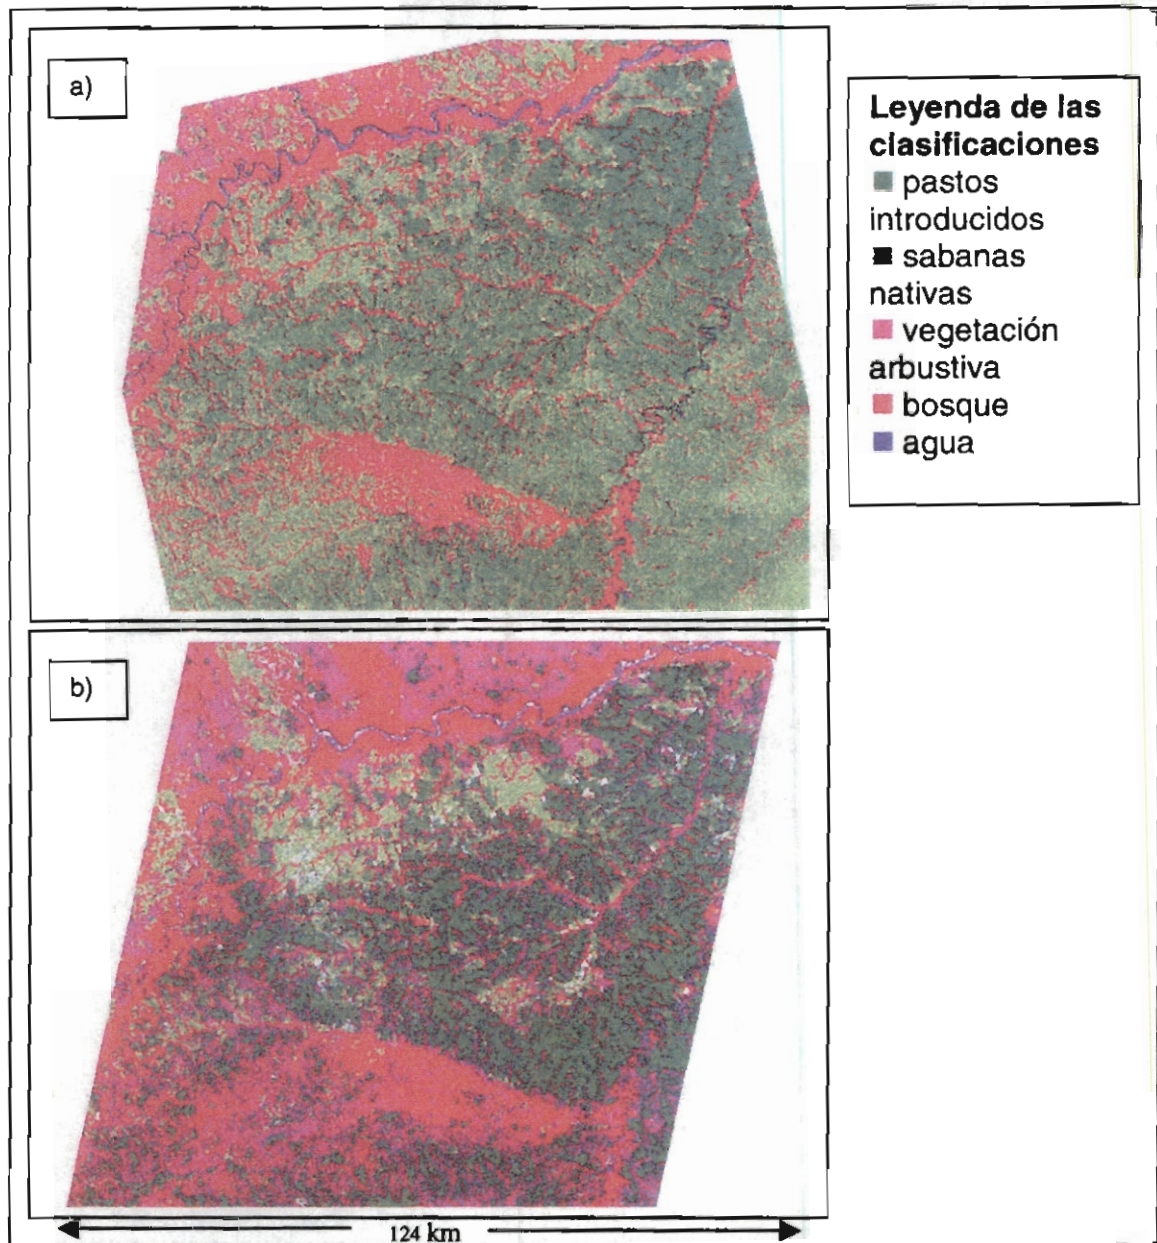 a)
Leyenda de las
clasificaciones
pastos
introducidos
sabanas
nativas
vegetación
arbustiva
bosque
agua
b)
124 km